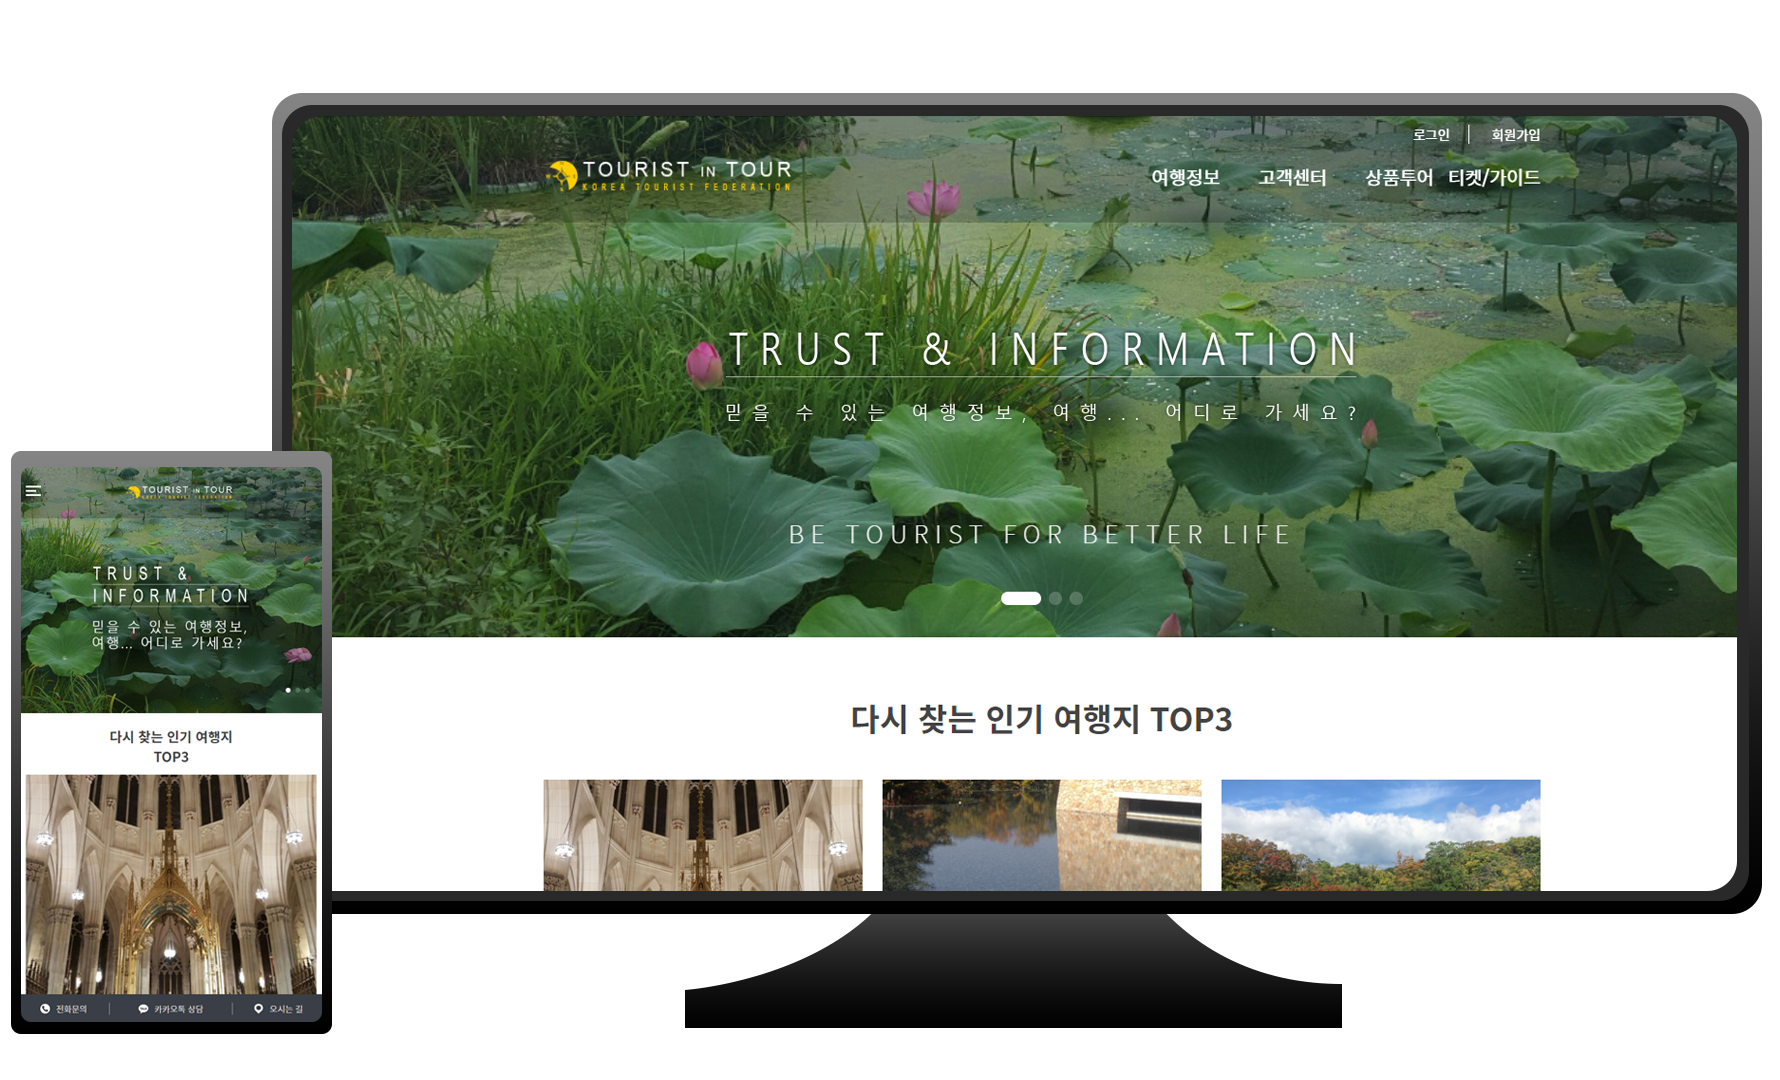 로그인 회원가입
TOURIST IN TOUR
KOREA TOURIST FEDERATION
여행정보 고객센터 상품투어 티켓/가이드
TRUST & INFORMATION
믿을 수 있는 여행정보, 여행... 어디로 가세요?
BE TOURIST FOR BETTER LIFE
다시 찾는 인기 여행지 TOP3
TOURIST IN TOUR
KOREA TOURIST FEDERATION
TRUST &
INFORMATION
믿을 수 있는 여행정보,
여행... 어디로 가세요?
다시 찾는 인기 여행지
TOP3
전화문의 카카오톡 상담 오시는 길